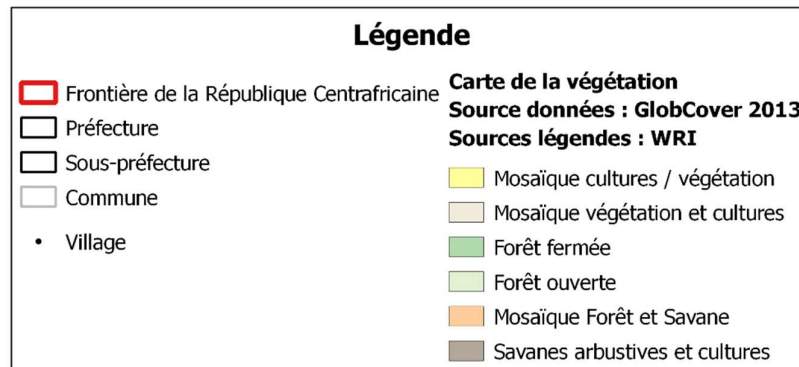 Légende
Frontière de la République Centrafricaine
Préfecture
Sous-préfecture
Commune
Village
Carte de la végétation
Source données : GlobCover 2013
Sources légendes : WRI
Mosaïque cultures / végétation
Mosaïque végétation et cultures
Forêt fermée
Forêt ouverte
Mosaïque Forêt et Savane
Savanes arbustives et cultures